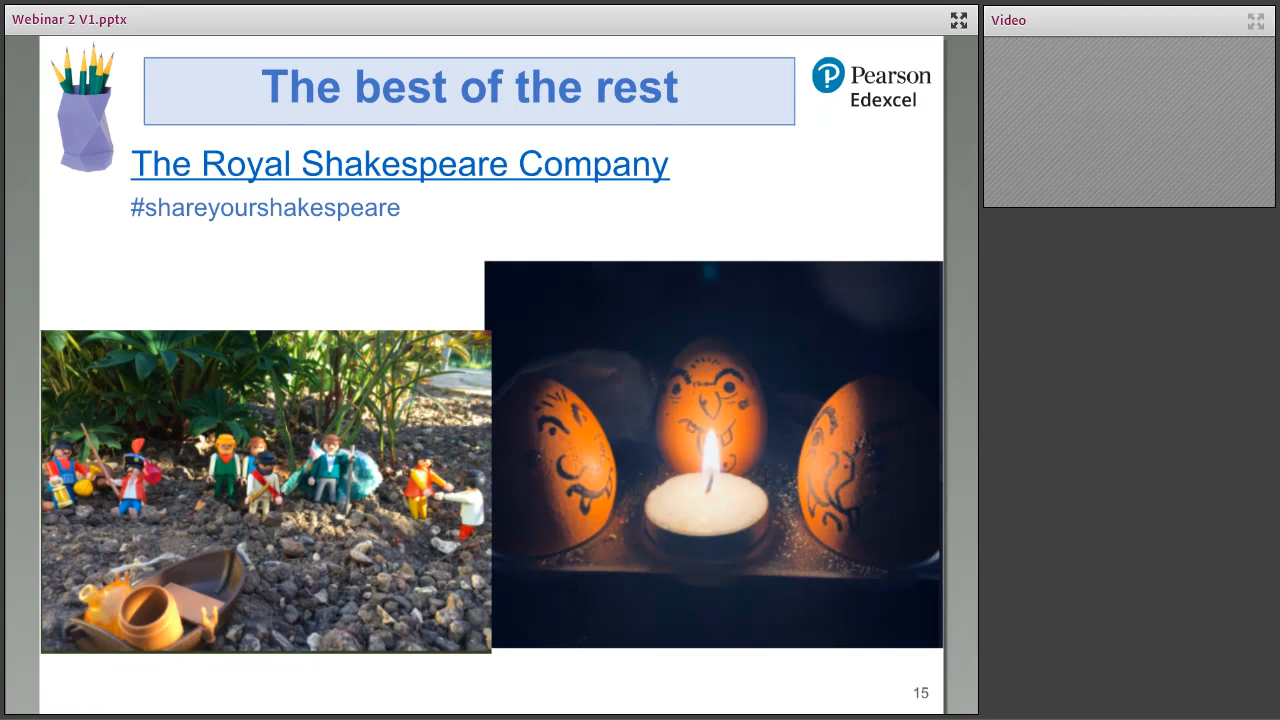 Webinar 2 V1.pptx
Video
The best of the rest
Pearson
Edexcel
The Royal Shakespeare Company
#shareyourshakespeare
15